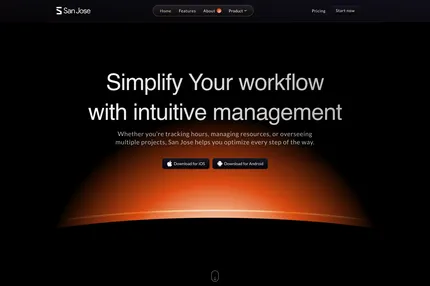 San Jose
Home Features About Product
Pricing Start now
Simplify Your workflow
with intuitive management
Whether you're tracking hours, managing resources, or overseeing
multiple projects, San Jose helps you optimize every step of the way.
Download for iOS Download for Android